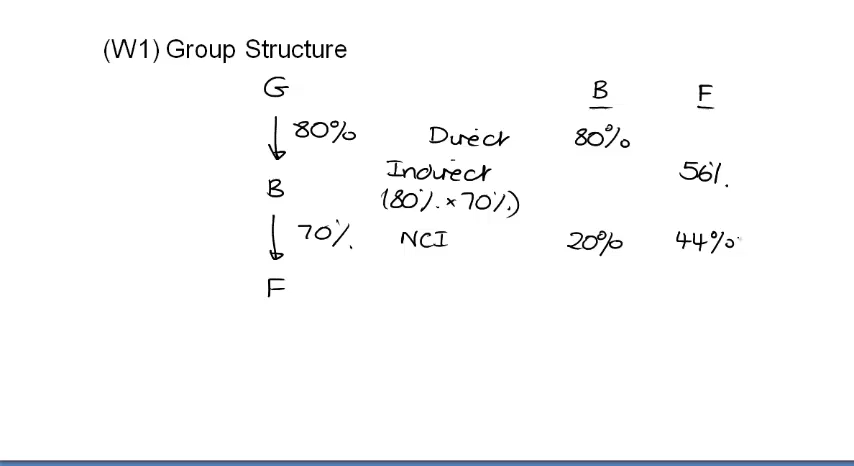 (W1) Group Structure
G B F
80% Direct 80%
Indirect 56%
B (80% × 70%)
70% NCI 20% 44%
F